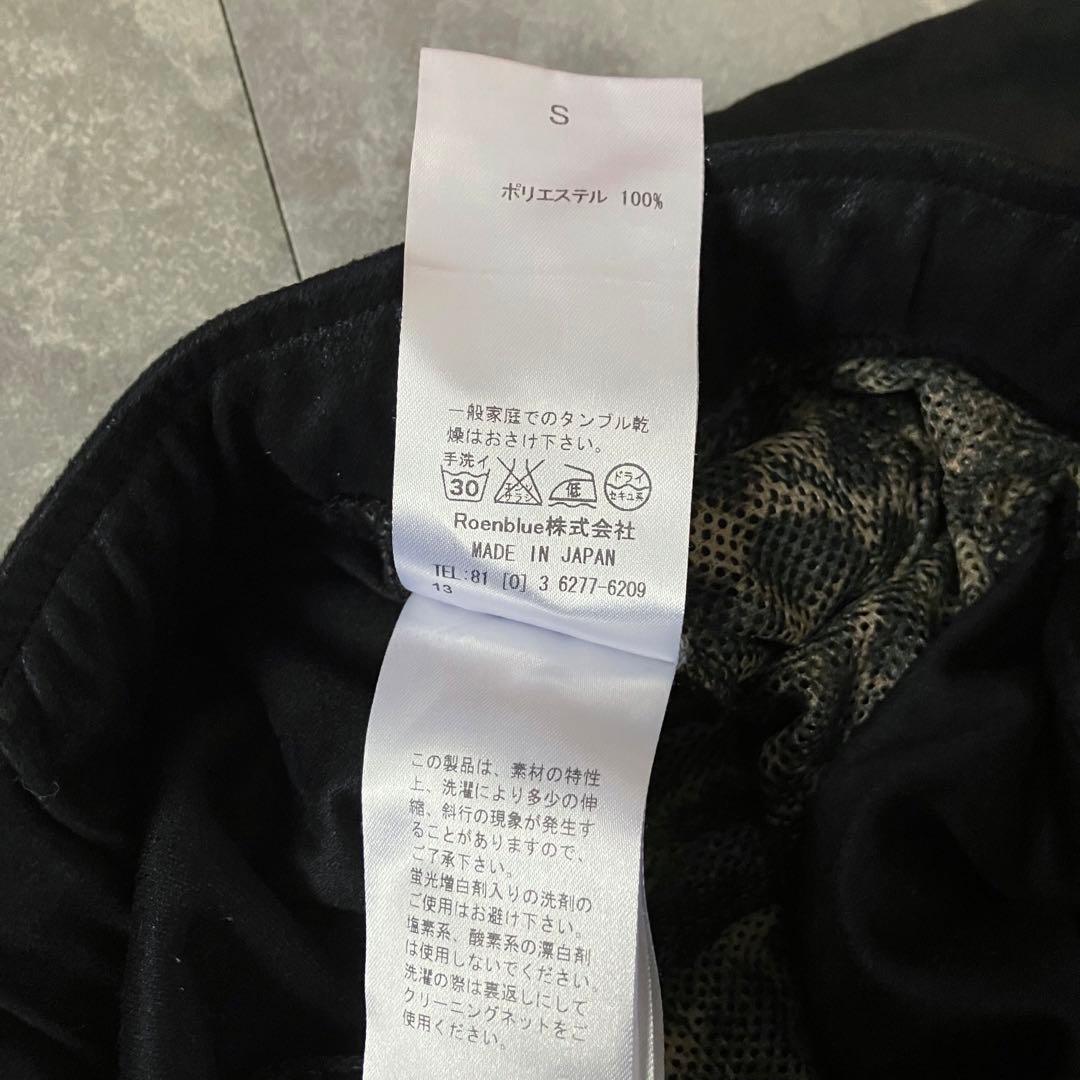 S
ポリエステル 100%
一般家庭でのタンブル乾
燥はおさけ下さい。
手洗イ
30
エンソ
サラシ
低
ドライ
セキユ系
Roenblue株式会社
MADE IN JAPAN
TEL:81 [0] 3 6277-6209
13
この製品は、素材の特性
上、洗濯により多少の伸
縮、斜行の現象が発生す
ることがありますので、
ご了承下さい。
蛍光増白剤入りの洗剤の
ご使用はお避け下さい。
塩素系、酸素系の漂白剤
は使用しないでください。
洗濯の際は裏返しにして
クリーニングネットをご
使用ください。